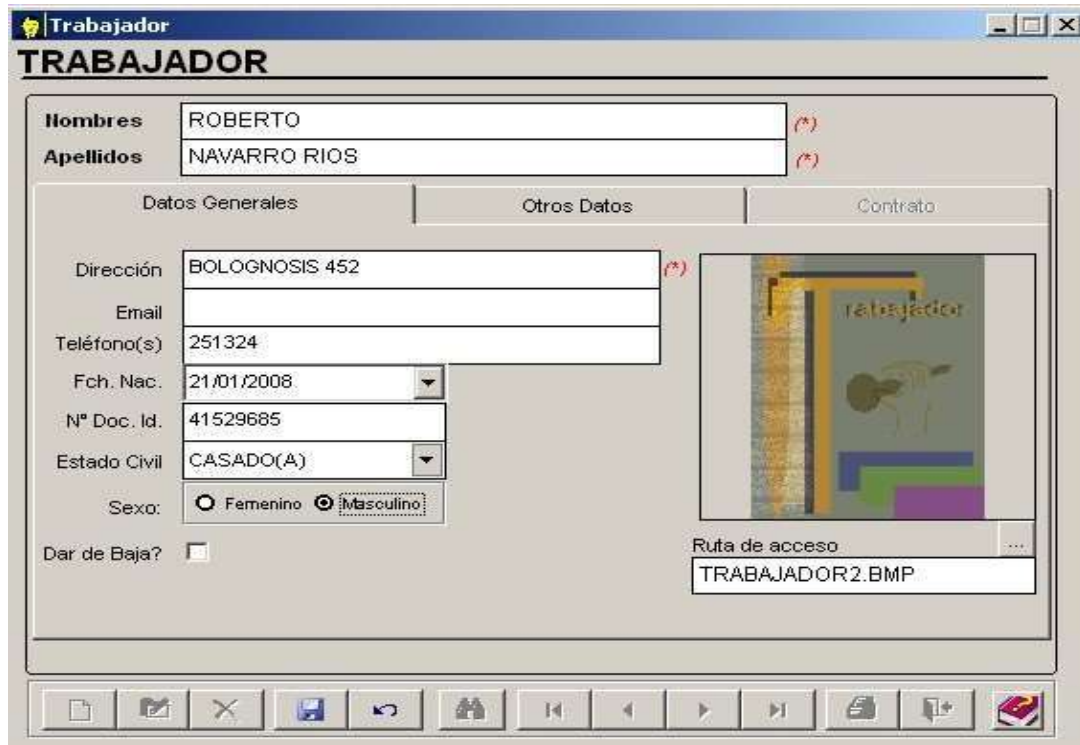 Trabajador
TRABAJADOR
Nombres ROBERTO (*)
Apellidos NAVARRO RIOS (*)
Datos Generales Otros Datos Contrato
Dirección BOLOGNOSIS 452 (*)
Email
Teléfono(s) 251324
Fch. Nac. 21/01/2008
N° Doc. Id. 41529685
Estado Civil CASADO(A)
Sexo: Femenino Masculino
Dar de Baja?
rabajador
Ruta de acceso ...
TRABAJADOR2.BMP